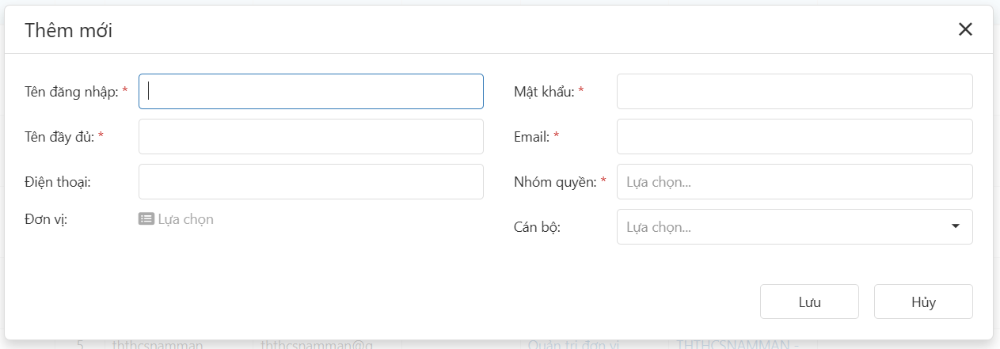 Thêm mới
Tên đăng nhập: *
Mật khẩu: *
Tên đầy đủ: *
Email: *
Điện thoại:
Nhóm quyền: * Lựa chọn...
Đơn vị: Lựa chọn
Cán bộ: Lựa chọn...
Lưu Hủy
5 ththcsnamman ththcsnamman@g Quản trị đơn vị THTHCSNAMMAN -